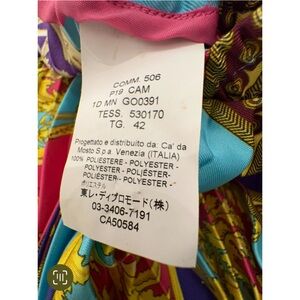 COMM. 506
P19 CAM
1D MN GO0391
TESS. 530170
TG. 42
Progettato e distribuito da: Ca' da
Mosto S.p.a. Venezia (ITALIA)
100% POLIESTERE - POLYESTER -
POLYESTER - POLIÉSTER-
POLYESTER - POLYESTER -
ポリエステル
東レ・ディプロモード(株)
03-3406-7191
CA50584